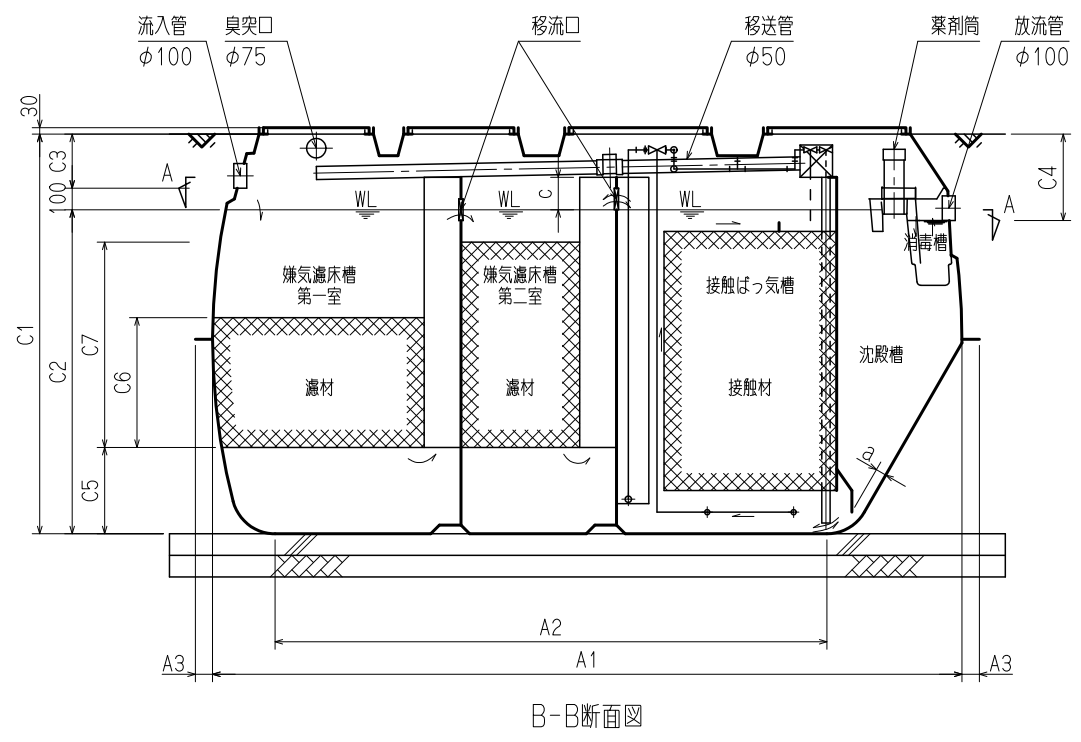 流入管
φ100
臭突口
φ75
移流口
移送管
φ50
薬剤筒
放流管
φ100
30
C3
100
A
C1
C2
C7
C6
C5
C4
A
c
WL
WL
WL
嫌気濾床槽
第一室
嫌気濾床槽
第二室
接触ばっ気槽
消毒槽
沈殿槽
濾材
濾材
接触材
a
A2
A1
A3
A3
B-B断面図